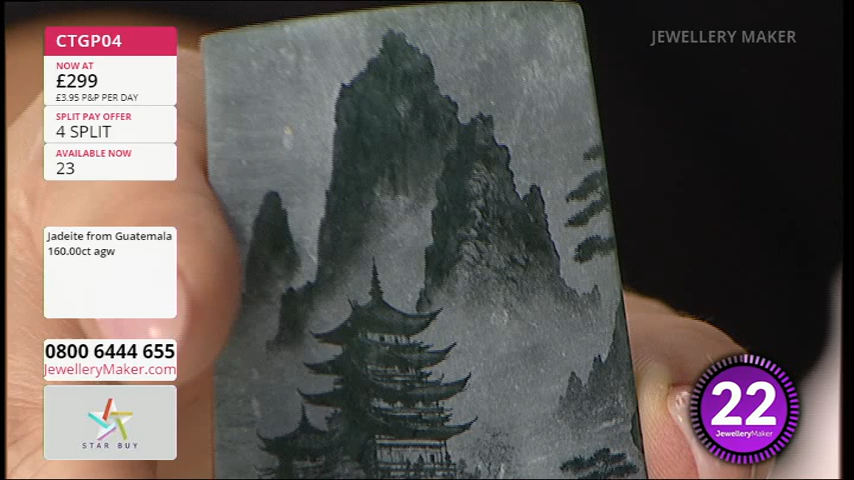 CTGP04
NOW AT
£299
£3.95 P&P PER DAY
SPLIT PAY OFFER
4 SPLIT
AVAILABLE NOW
23
Jadeite from Guatemala
160.00ct agw
0800 6444 655
JewelleryMaker.com
STAR BUY
JEWELLERY MAKER
22
JewelleryMaker